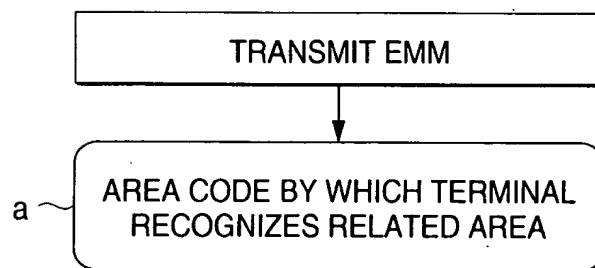 TRANSMIT EMM
a
AREA CODE BY WHICH TERMINAL
RECOGNIZES RELATED AREA